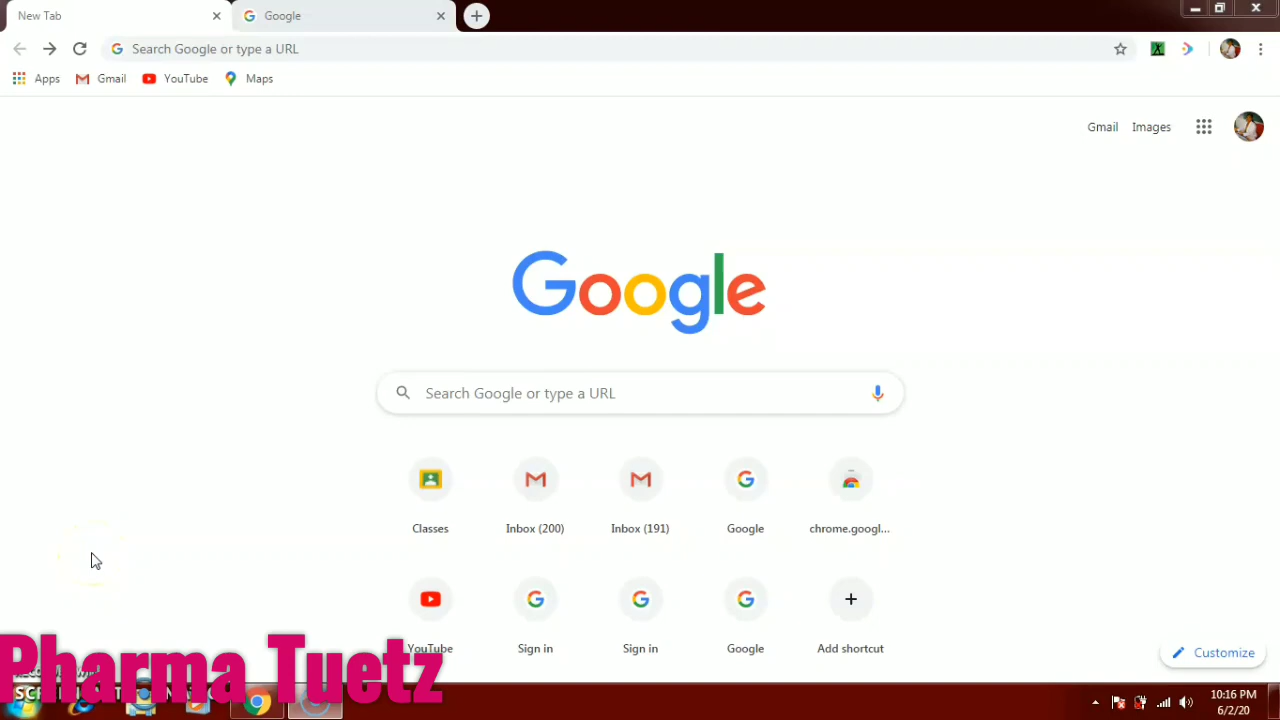 New Tab
Google
Search Google or type a URL
Apps
Gmail
YouTube
Maps
Gmail
Images
Google
Search Google or type a URL
Classes
Inbox (200)
Inbox (191)
Google
chrome.googl...
YouTube
Sign in
Sign in
Google
Add shortcut
Customize
Pharma Tuetz
10:16 PM
6/2/20